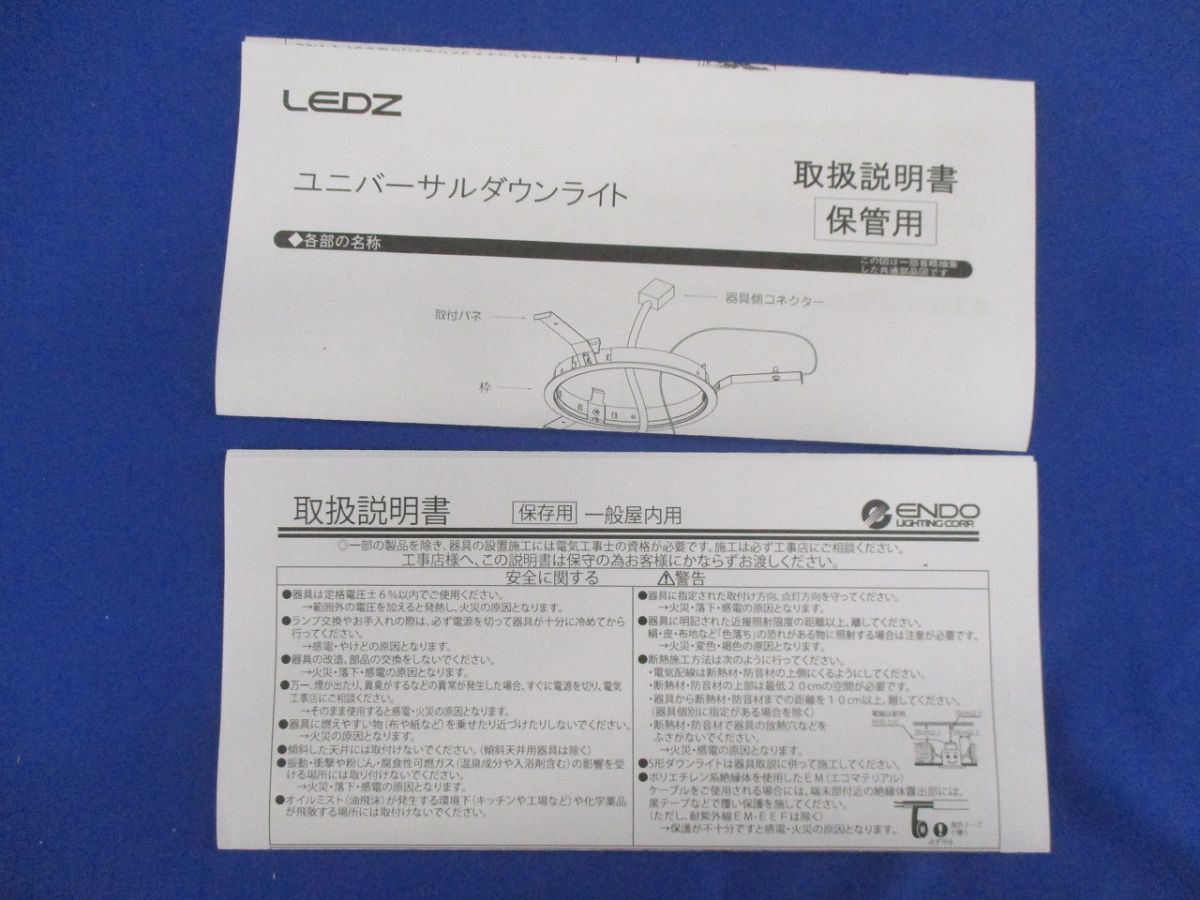 LEDZ
ユニバーサルダウンライト
取扱説明書
保管用
◆各部の名称
この図は一部省略抽象
した共通部品図です
取付バネ
器具側コネクター
枠
取扱説明書 保存用 一般屋内用
ENDO
LIGHTING CORP.
◎一部の製品を除き、器具の設置施工には電気工事士の資格が必要です。施工は必ず工事店にご相談ください。
工事店様へ、この説明書は保守の為お客様にかならずお渡しください。
安全に関する ⚠警告
●器具は定格電圧±6%以内でご使用ください。
→範囲外の電圧を加えると発熱し、火災の原因となります。
●ランプ交換やお手入れの際は、必ず電源を切って器具が十分に冷めてから
行ってください。
→感電・やけどの原因となります。
●器具の改造、部品の交換をしないでください。
→火災・落下・感電の原因となります。
●万一、煙が出たり、異臭がするなどの異常が発生した場合、すぐに電源を切り、電気
工事店にご相談ください。
→そのまま使用すると感電・火災の原因となります。
●器具に燃えやすい物(布や紙など)を乗せたり近づけたりしないでください。
→火災の原因となります。
●傾斜した天井には取付けないでください。(傾斜天井用器具は除く)
●振動・衝撃や粉じん・腐食性可燃ガス(温泉成分や入浴剤含む)の影響を受
ける場所には取り付けないでください。
→火災・落下・感電の原因となります。
●オイルミスト(油飛沫)が発生する環境下(キッチンや工場など)や化学薬品
が飛散する場所には取付けないでください。
●器具に指定された取付け方向、点灯方向を守ってください。
→火災・落下・感電の原因となります。
●器具に明記された近接照射限度の距離以上、離してください。
絹・皮・布地など「色落ち」の恐れがある物に照射する場合は注意が必要です。
→火災・変色・褪色の原因となります。
●断熱施工方法は次のように行ってください。
・電気配線は断熱材・防音材の上側にくるようにしてください。
・断熱材・防音材の上部は最低20cmの空間が必要です。
・器具から断熱材・防音材までの距離を10cm以上、離してください。
(器具個別に指定がある場合を除く)
・断熱材・防音材で器具の放熱穴などを
ふさがないでください。
→火災・感電の原因となります。
●S形ダウンライトは器具取説に併って施工してください。
●ポリエチレン系絶縁体を使用したEM(エコマテリアル)
ケーブルをご使用される場合には、端末部付近の絶縁体露出部には、
黒テープなどで覆い保護を施してください。
(ただし、耐紫外線EM-EEFは除く)
→保護が不十分ですと感電・火災の原因となります。